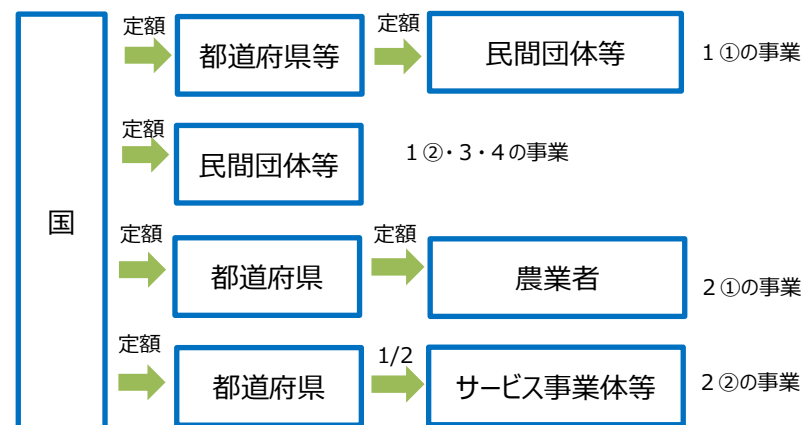 国
定額
都道府県等
定額
民間団体等
1①の事業
定額
民間団体等
1②・3・4の事業
定額
都道府県
定額
農業者
2①の事業
定額
都道府県
1/2
サービス事業体等
2②の事業